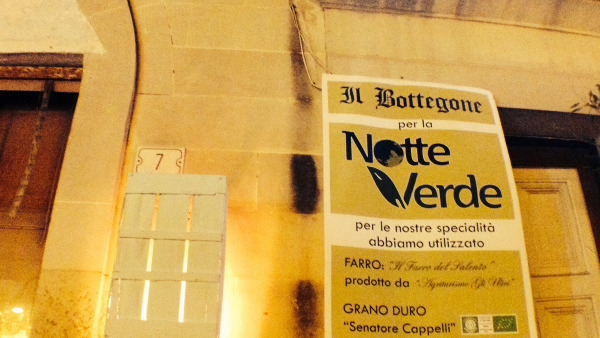 Il Bottegone
per la
Notte
Verde
7
per le nostre specialità
abbiamo utilizzato
FARRO: "Il Farro del Salento"
prodotto da "Agriturismo Gli Ulivi"
GRANO DURO
"Senatore Cappelli"